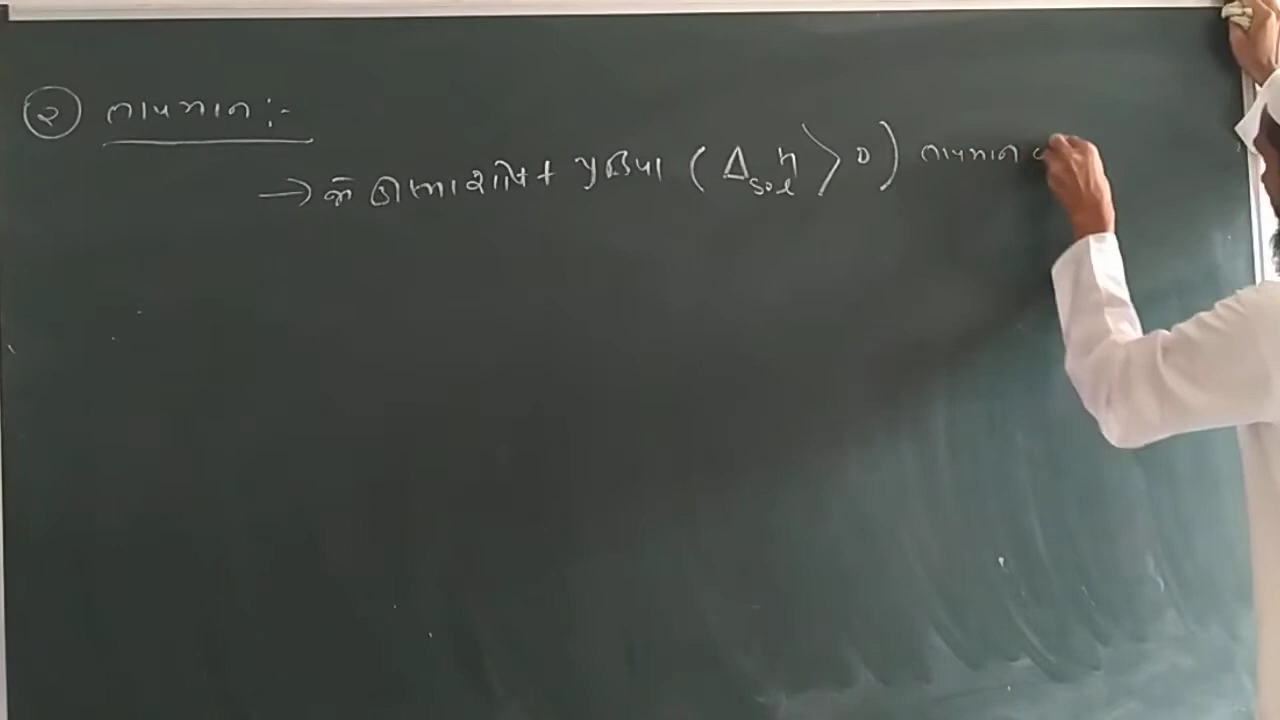 ૨ તાપમાન :-
→ જો ઉષ્માશોષક પ્રક્રિયા (Δsol h > 0) તાપમાન